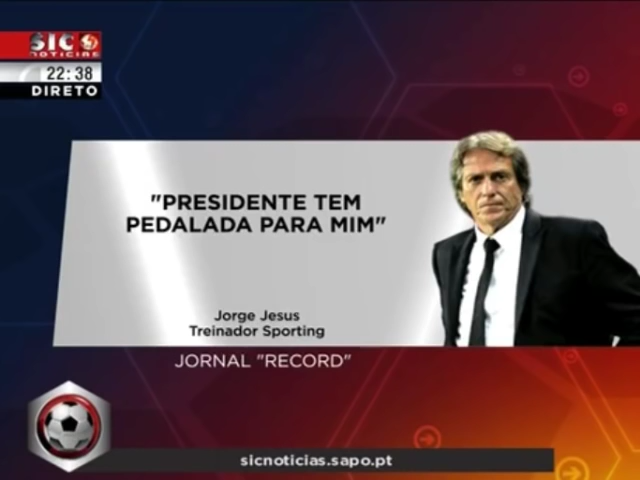 SIC
NOTÍCIAS
22:38
DIRETO
"PRESIDENTE TEM
PEDALADA PARA MIM"
Jorge Jesus
Treinador Sporting
JORNAL "RECORD"
sicnoticias.sapo.pt